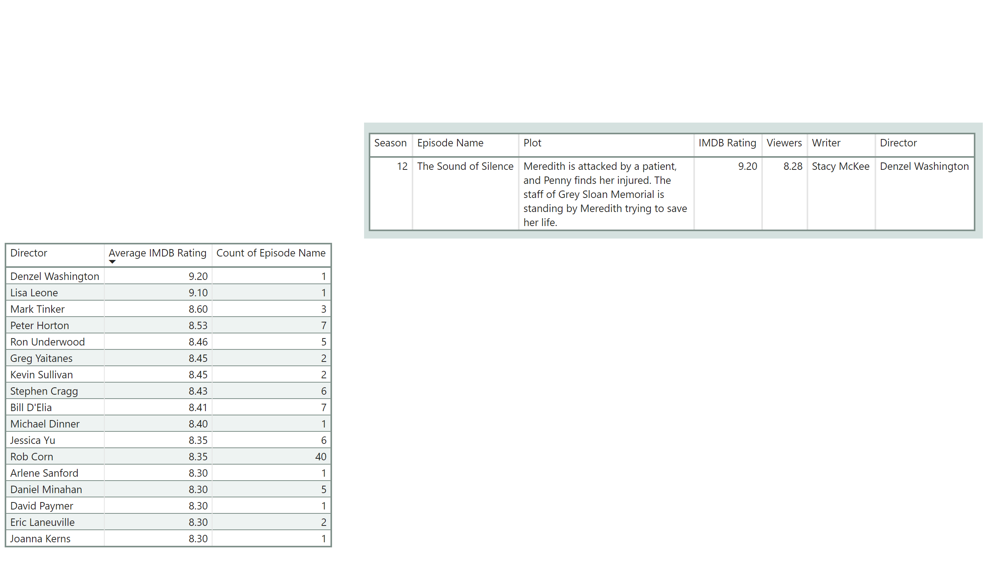 Season Episode Name Plot IMDB Rating Viewers Writer Director
12 The Sound of Silence Meredith is attacked by a patient, 9.20 8.28 Stacy McKee Denzel Washington
and Penny finds her injured. The
staff of Grey Sloan Memorial is
standing by Meredith trying to save
her life.
Director Average IMDB Rating Count of Episode Name
Denzel Washington 9.20 1
Lisa Leone 9.10 1
Mark Tinker 8.60 3
Peter Horton 8.53 7
Ron Underwood 8.46 5
Greg Yaitanes 8.45 2
Kevin Sullivan 8.45 2
Stephen Cragg 8.43 6
Bill D'Elia 8.41 7
Michael Dinner 8.40 1
Jessica Yu 8.35 6
Rob Corn 8.35 40
Arlene Sanford 8.30 1
Daniel Minahan 8.30 5
David Paymer 8.30 1
Eric Laneuville 8.30 2
Joanna Kerns 8.30 1